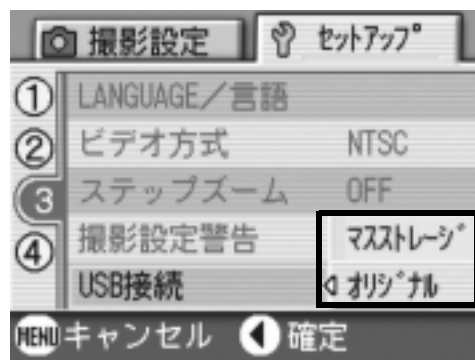 撮影設定 セットアップ
① LANGUAGE／言語
② ビデオ方式 NTSC
3 ステップズーム OFF
④ 撮影設定警告 マスストレージ
USB接続 オリジナル
MENU キャンセル 確定